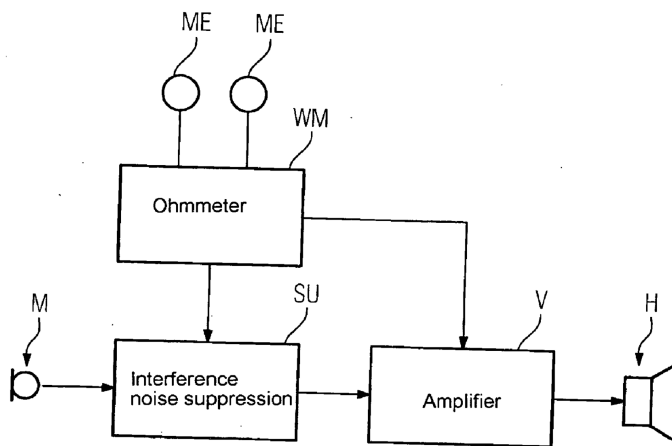 ME
ME
WM
Ohmmeter
M
SU
V
H
Interference
noise suppression
Amplifier